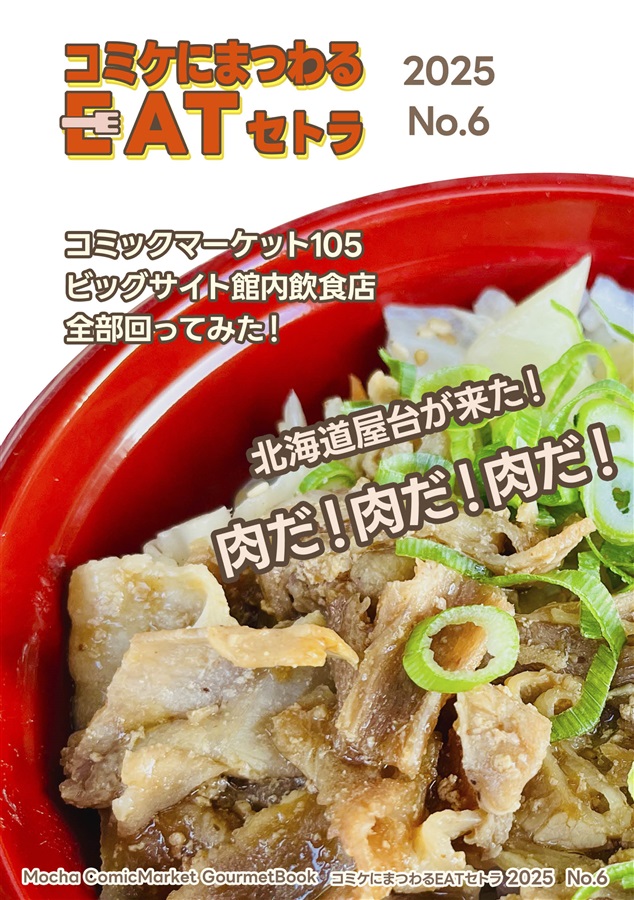 コミケにまつわる
EATセトラ
2025
No.6
コミックマーケット105
ビッグサイト館内飲食店
全部回ってみた!
北海道屋台が来た!
肉だ!肉だ!肉だ!
Mocha ComicMarket GourmetBook コミケにまつわるEATセトラ 2025 No.6